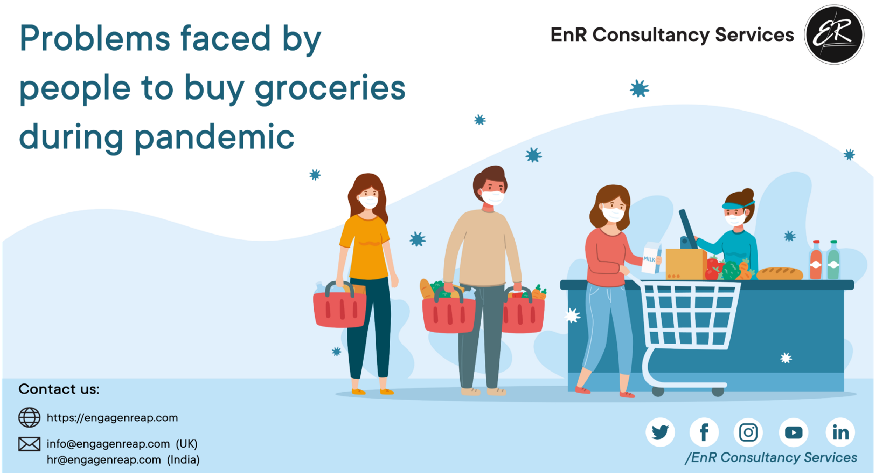 Problems faced by
people to buy groceries
during pandemic
EnR Consultancy Services
ER
MILK
Contact us:
https://engagenreap.com
info@engagenreap.com (UK)
hr@engagenreap.com (India)
/EnR Consultancy Services